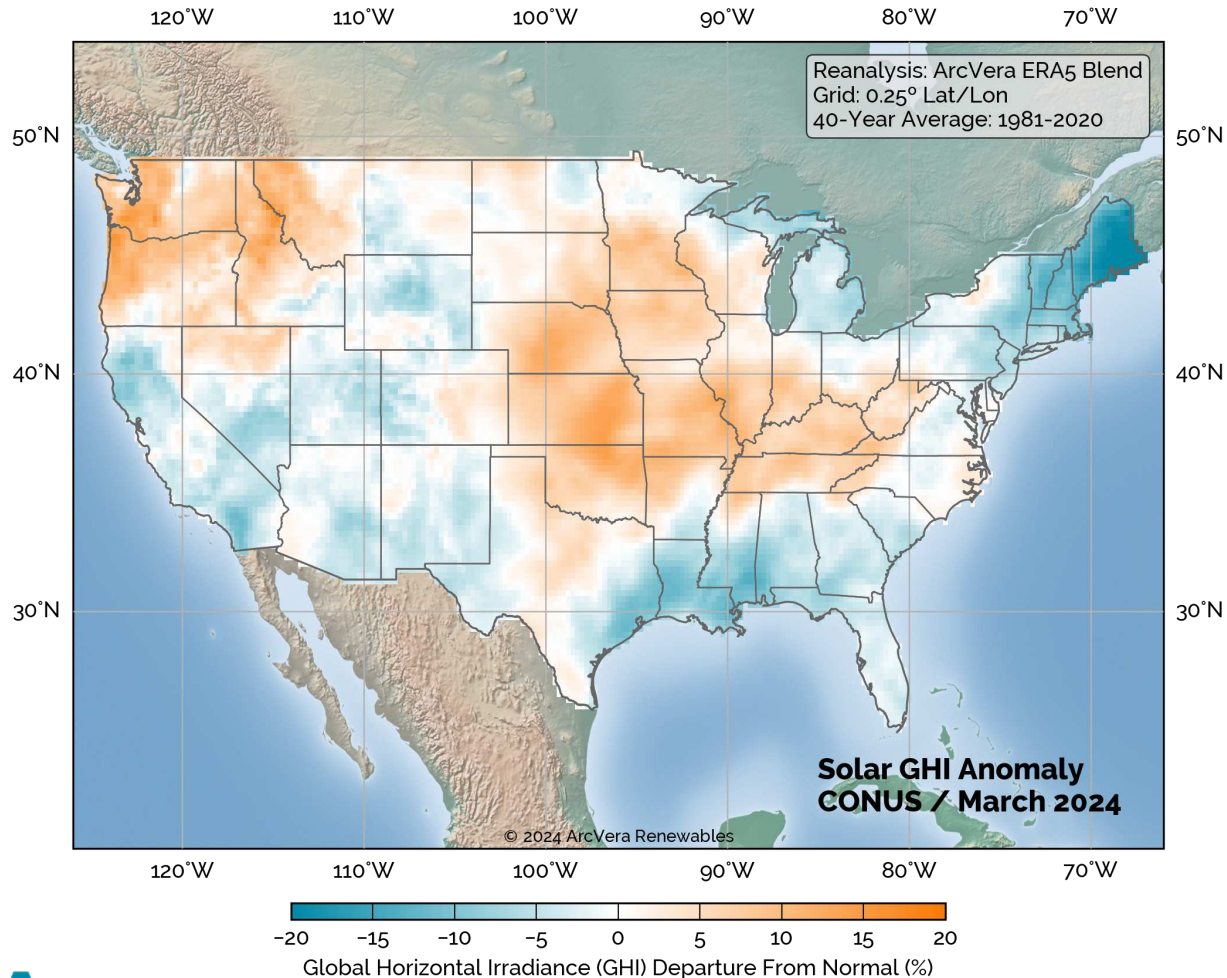 120°W 110°W 100°W 90°W 80°W 70°W
Reanalysis: ArcVera ERA5 Blend
Grid: 0.25° Lat/Lon
40-Year Average: 1981-2020
50°N 50°N
40°N 40°N
30°N 30°N
Solar GHI Anomaly
CONUS / March 2024
© 2024 ArcVera Renewables
120°W 110°W 100°W 90°W 80°W 70°W
−20 −15 −10 −5 0 5 10 15 20
Global Horizontal Irradiance (GHI) Departure From Normal (%)